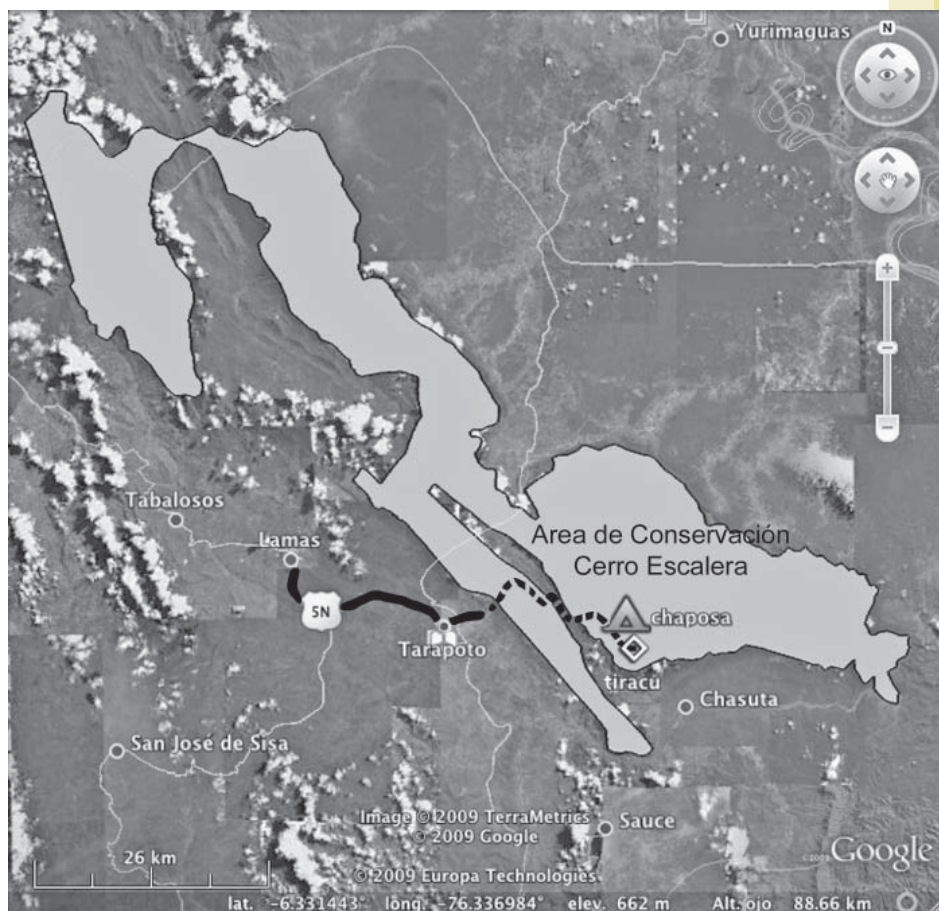 Yurimaguas
N
Tabalosos
Lamas
5N
Tarapoto
Area de Conservación
Cerro Escalera
chaposa
tiracu
Chasuta
San José de Sisa
Sauce
Image © 2009 TerraMetrics
© 2009 Google
© 2009 Europa Technologies
©2009 Google
26 km
lat. -6.331443° long. -76.336984° elev. 662 m Alt. ojo 88.66 km